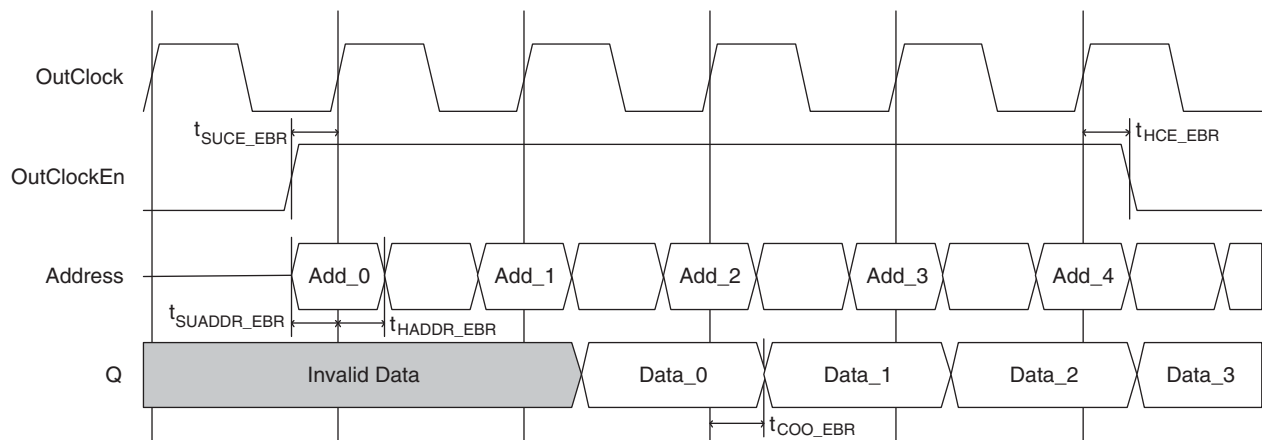 OutClock
tSUCE_EBR
tHCE_EBR
OutClockEn
Address
Add_0
Add_1
Add_2
Add_3
Add_4
tSUADDR_EBR
tHADDR_EBR
Q
Invalid Data
Data_0
Data_1
Data_2
Data_3
tCOO_EBR